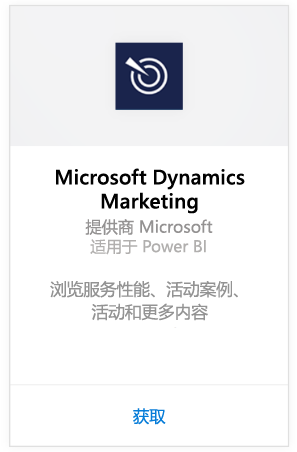 Microsoft Dynamics
Marketing
提供商 Microsoft
适用于 Power BI
浏览服务性能、活动案例、
活动和更多内容
获取